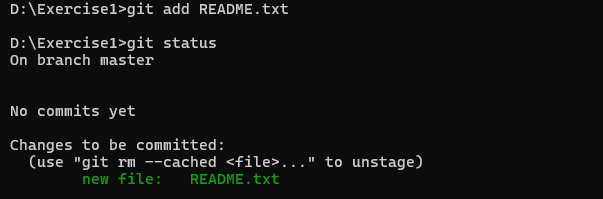 D:\Exercise1>git add README.txt
D:\Exercise1>git status
On branch master
No commits yet
Changes to be committed:
  (use "git rm --cached <file>..." to unstage)
        new file:   README.txt